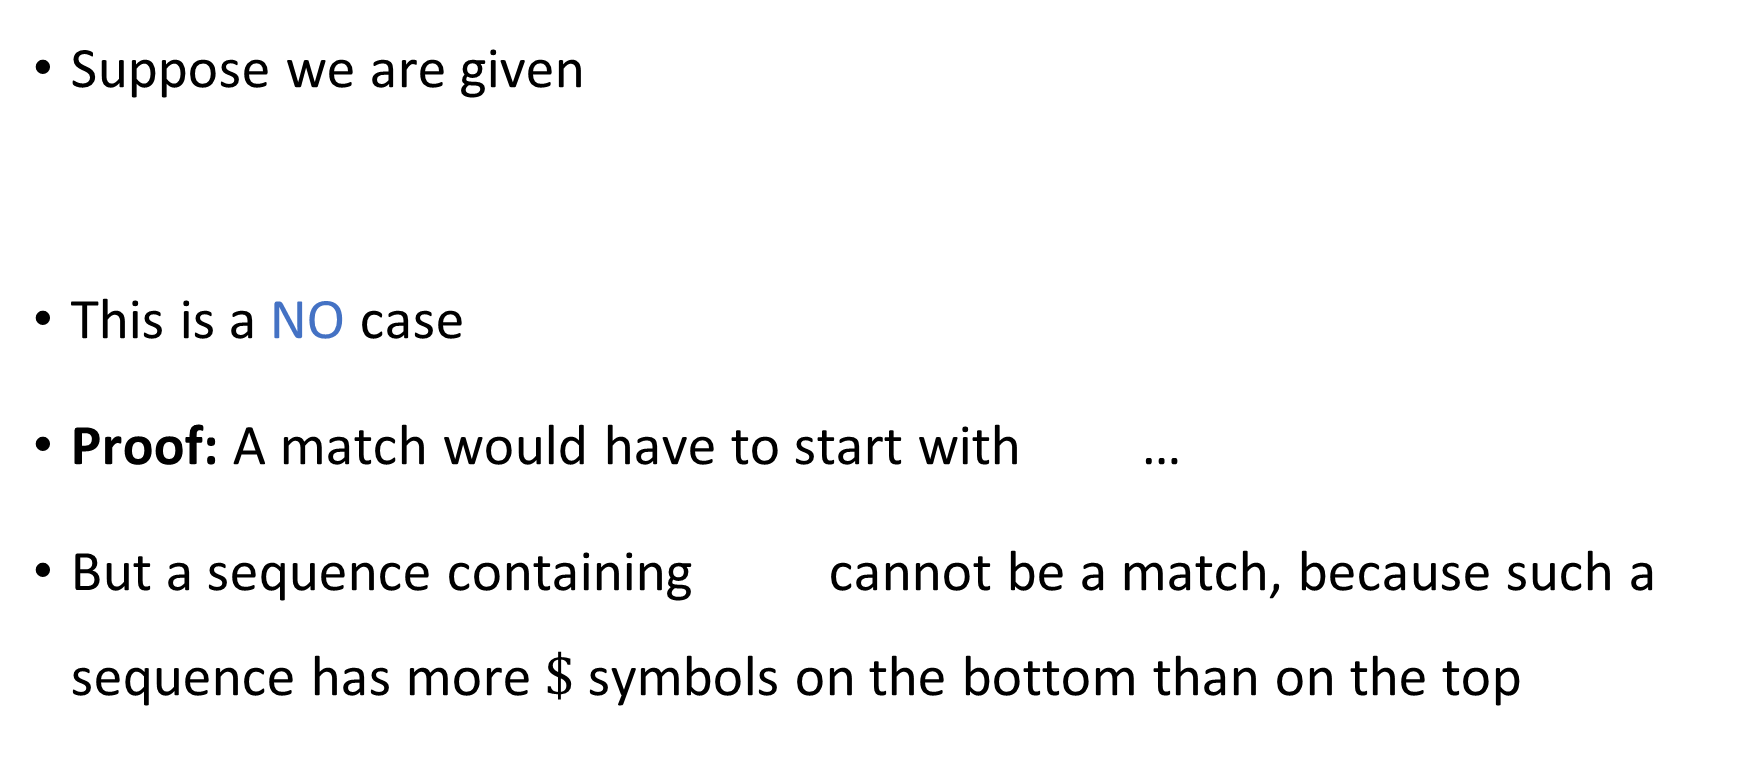 • Suppose we are given
• This is a NO case
• Proof: A match would have to start with ...
• But a sequence containing cannot be a match, because such a
sequence has more $ symbols on the bottom than on the top